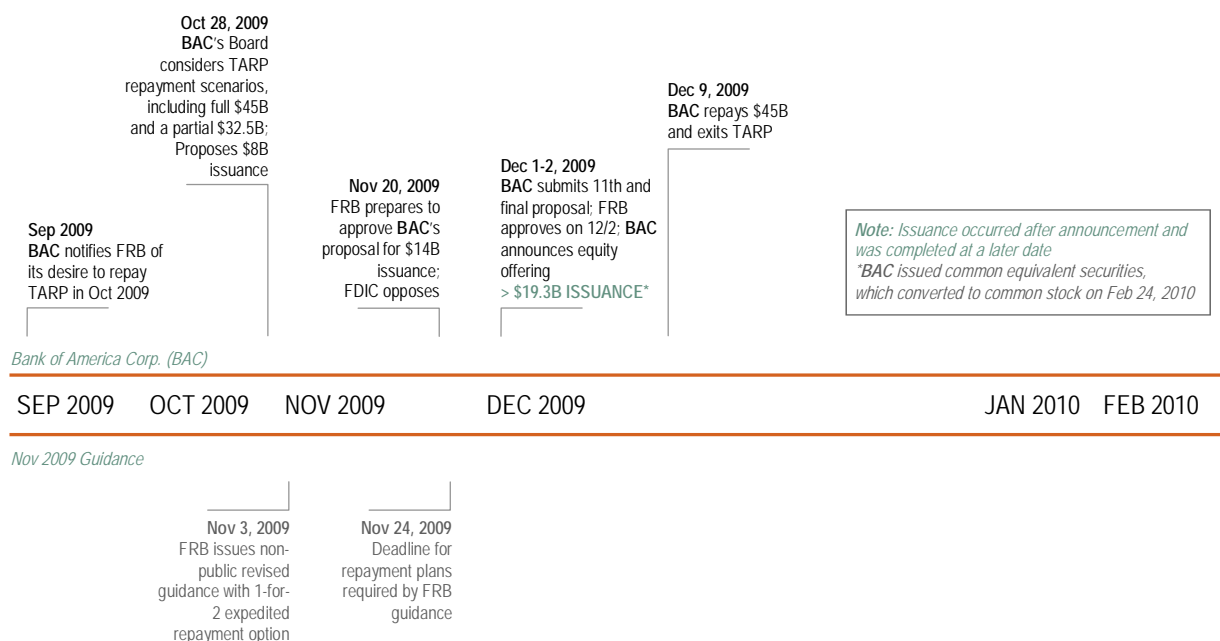 Oct 28, 2009
BAC's Board
considers TARP
repayment scenarios,
including full $45B
and a partial $32.5B;
Proposes $8B
issuance
Dec 9, 2009
BAC repays $45B
and exits TARP
Nov 20, 2009
FRB prepares to
approve BAC's
proposal for $14B
issuance;
FDIC opposes
Dec 1-2, 2009
BAC submits 11th and
final proposal; FRB
approves on 12/2; BAC
announces equity
offering
> $19.3B ISSUANCE*
Sep 2009
BAC notifies FRB of
its desire to repay
TARP in Oct 2009
Note: Issuance occurred after announcement and
was completed at a later date
*BAC issued common equivalent securities,
which converted to common stock on Feb 24, 2010
Bank of America Corp. (BAC)
SEP 2009 OCT 2009 NOV 2009 DEC 2009 JAN 2010 FEB 2010
Nov 2009 Guidance
Nov 3, 2009
FRB issues non-
public revised
guidance with 1-for-
2 expedited
repayment option
Nov 24, 2009
Deadline for
repayment plans
required by FRB
guidance